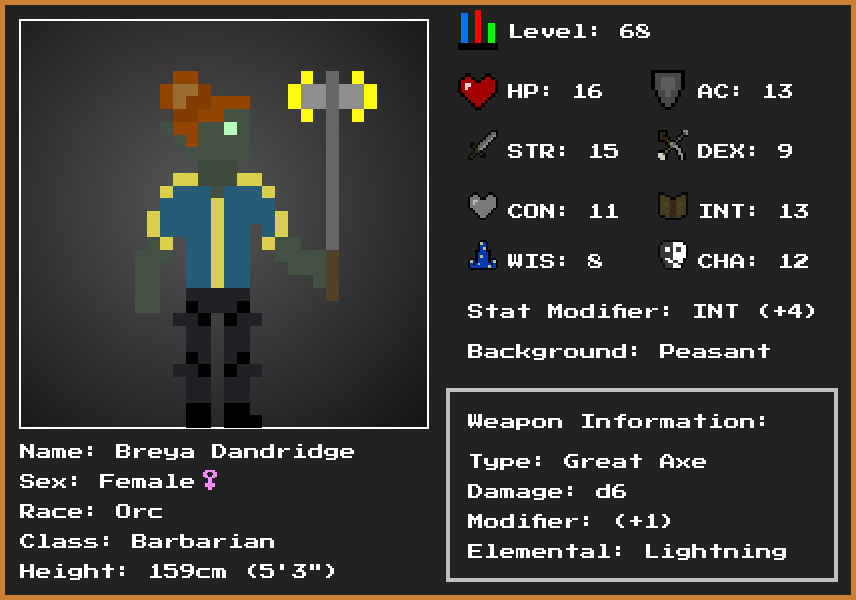 Level: 68
HP: 16 AC: 13
STR: 15 DEX: 9
CON: 11 INT: 13
WIS: 8 CHA: 12
Stat Modifier: INT (+4)
Background: Peasant
Weapon Information:
Type: Great Axe
Damage: d6
Modifier: (+1)
Elemental: Lightning
Name: Breya Dandridge
Sex: Female♀
Race: Orc
Class: Barbarian
Height: 159cm (5'3")